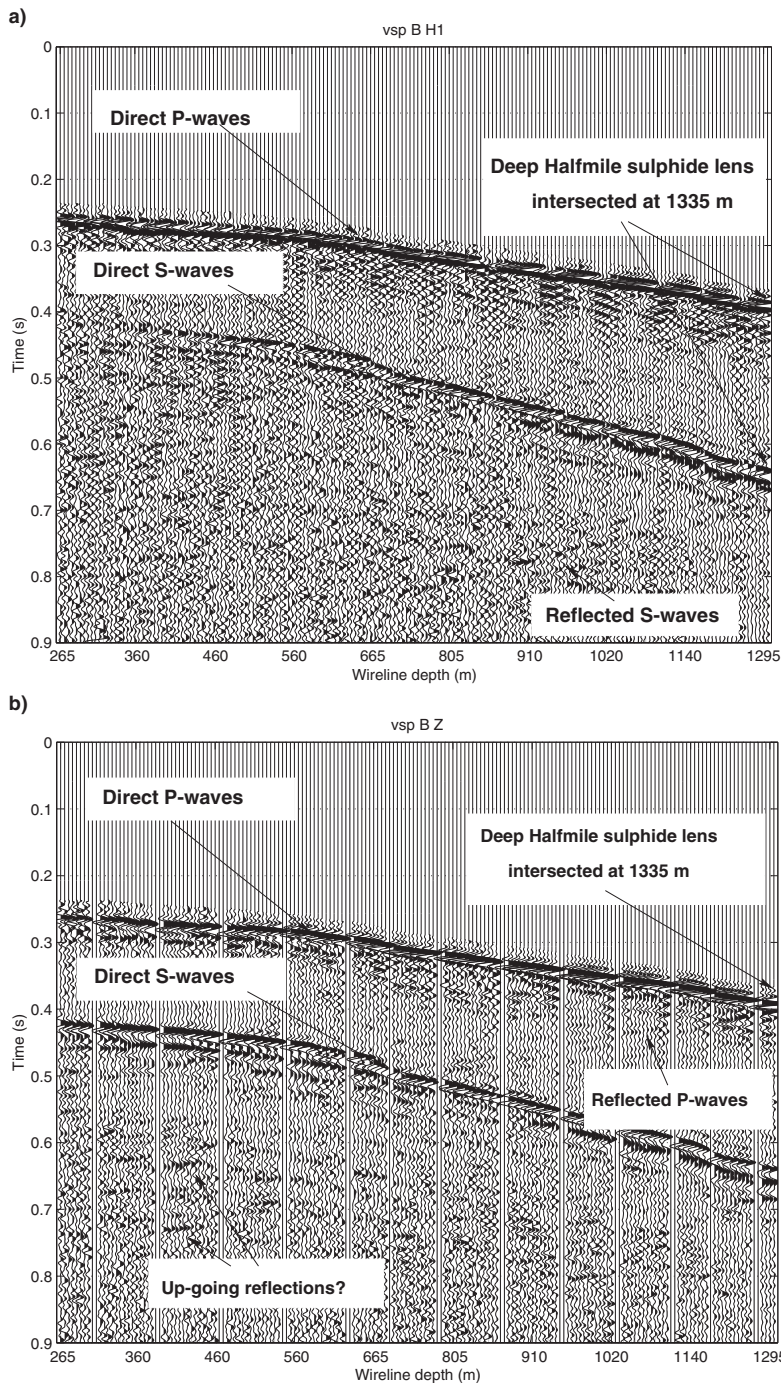 a)
vsp B H1
0
0.1
0.2
0.3
0.4
0.5
0.6
0.7
0.8
0.9
Time (s)
Direct P-waves
Deep Halfmile sulphide lens
intersected at 1335 m
Direct S-waves
Reflected S-waves
265 360 460 560 665 805 910 1020 1140 1295
Wireline depth (m)
b)
vsp B Z
0
0.1
0.2
0.3
0.4
0.5
0.6
0.7
0.8
0.9
Time (s)
Direct P-waves
Deep Halfmile sulphide lens
intersected at 1335 m
Direct S-waves
Reflected P-waves
Up-going reflections?
265 360 460 560 665 805 910 1020 1140 1295
Wireline depth (m)